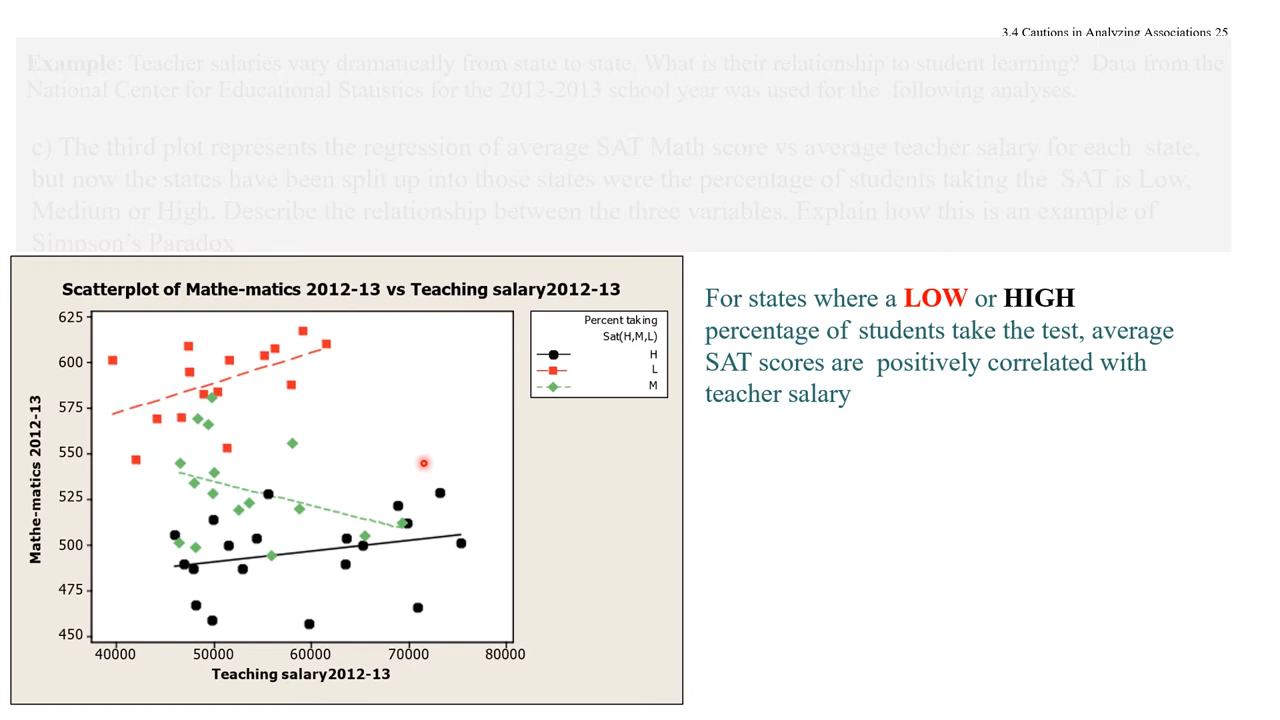 3.4 Cautions in Analyzing Associations 25
Example: Teacher salaries vary dramatically from state to state. What is their relationship to student learning? Data from the
National Center for Educational Statistics for the 2012-2013 school year was used for the following analyses.
c) The third plot represents the regression of average SAT Math score vs average teacher salary for each state,
but now the states have been split up into those states were the percentage of students taking the SAT is Low,
Medium or High. Describe the relationship between the three variables. Explain how this is an example of
Simpson's Paradox
Scatterplot of Mathe-matics 2012-13 vs Teaching salary2012-13
Mathe-matics 2012-13
625
600
575
550
525
500
475
450
40000 50000 60000 70000 80000
Teaching salary2012-13
Percent taking
Sat(H,M,L)
H
L
M
For states where a LOW or HIGH
percentage of students take the test, average
SAT scores are positively correlated with
teacher salary